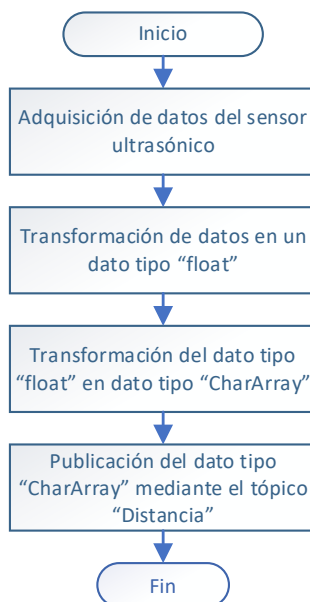 Inicio
Adquisición de datos del sensor
ultrasónico
Transformación de datos en un
dato tipo “float”
Transformación del dato tipo
“float” en dato tipo “CharArray”
Publicación del dato tipo
“CharArray” mediante el tópico
“Distancia”
Fin